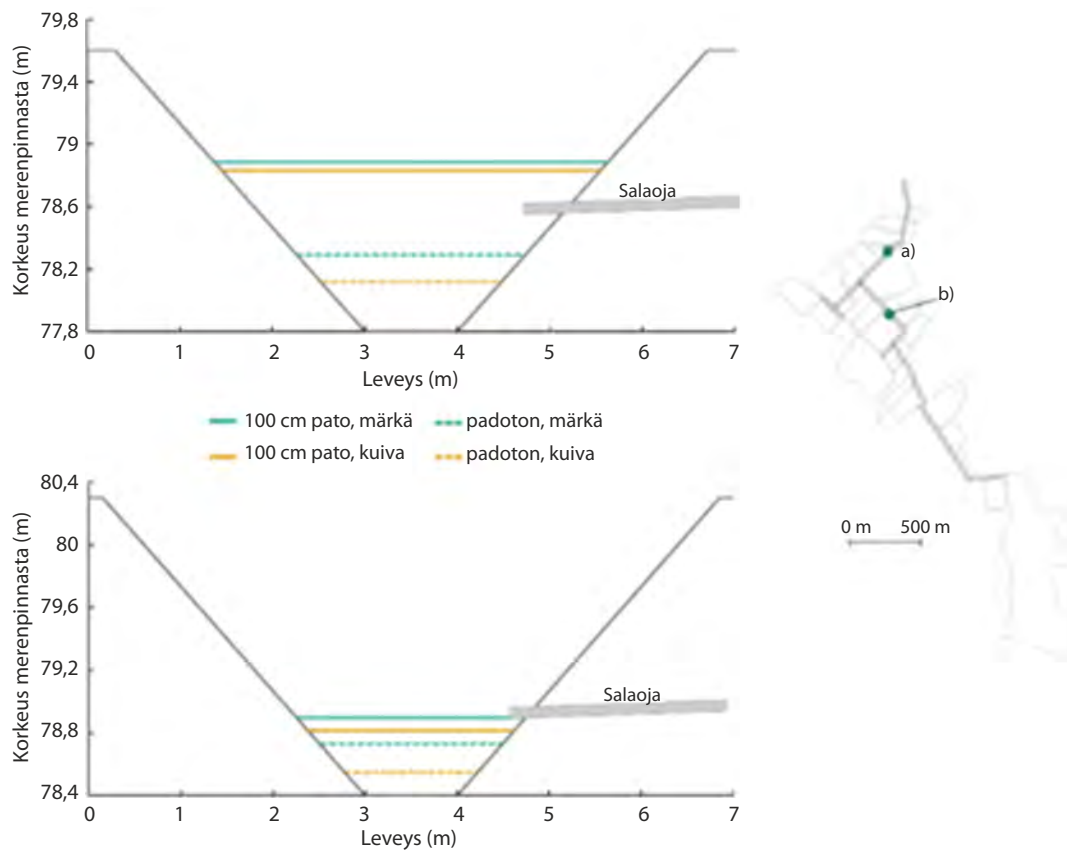 Korkeus merenpinnasta (m)
79,8
79,4
79
78,6
78,2
77,8
Salaoja
0 1 2 3 4 5 6 7
Leveys (m)
100 cm pato, märkä
padoton, märkä
100 cm pato, kuiva
padoton, kuiva
Korkeus merenpinnasta (m)
80,4
80
79,6
79,2
78,8
78,4
Salaoja
0 1 2 3 4 5 6 7
Leveys (m)
a)
b)
0 m 500 m